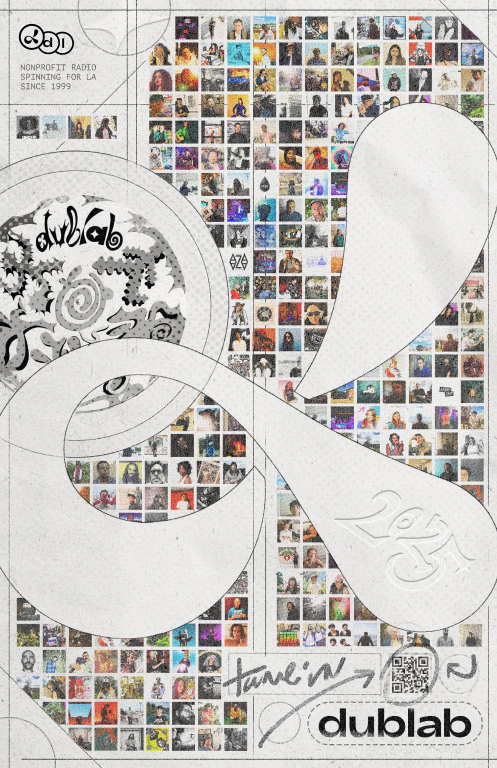 NONPROFIT RADIO
SPINNING FOR LA
SINCE 1999
dublab
2025
tune in
dublab